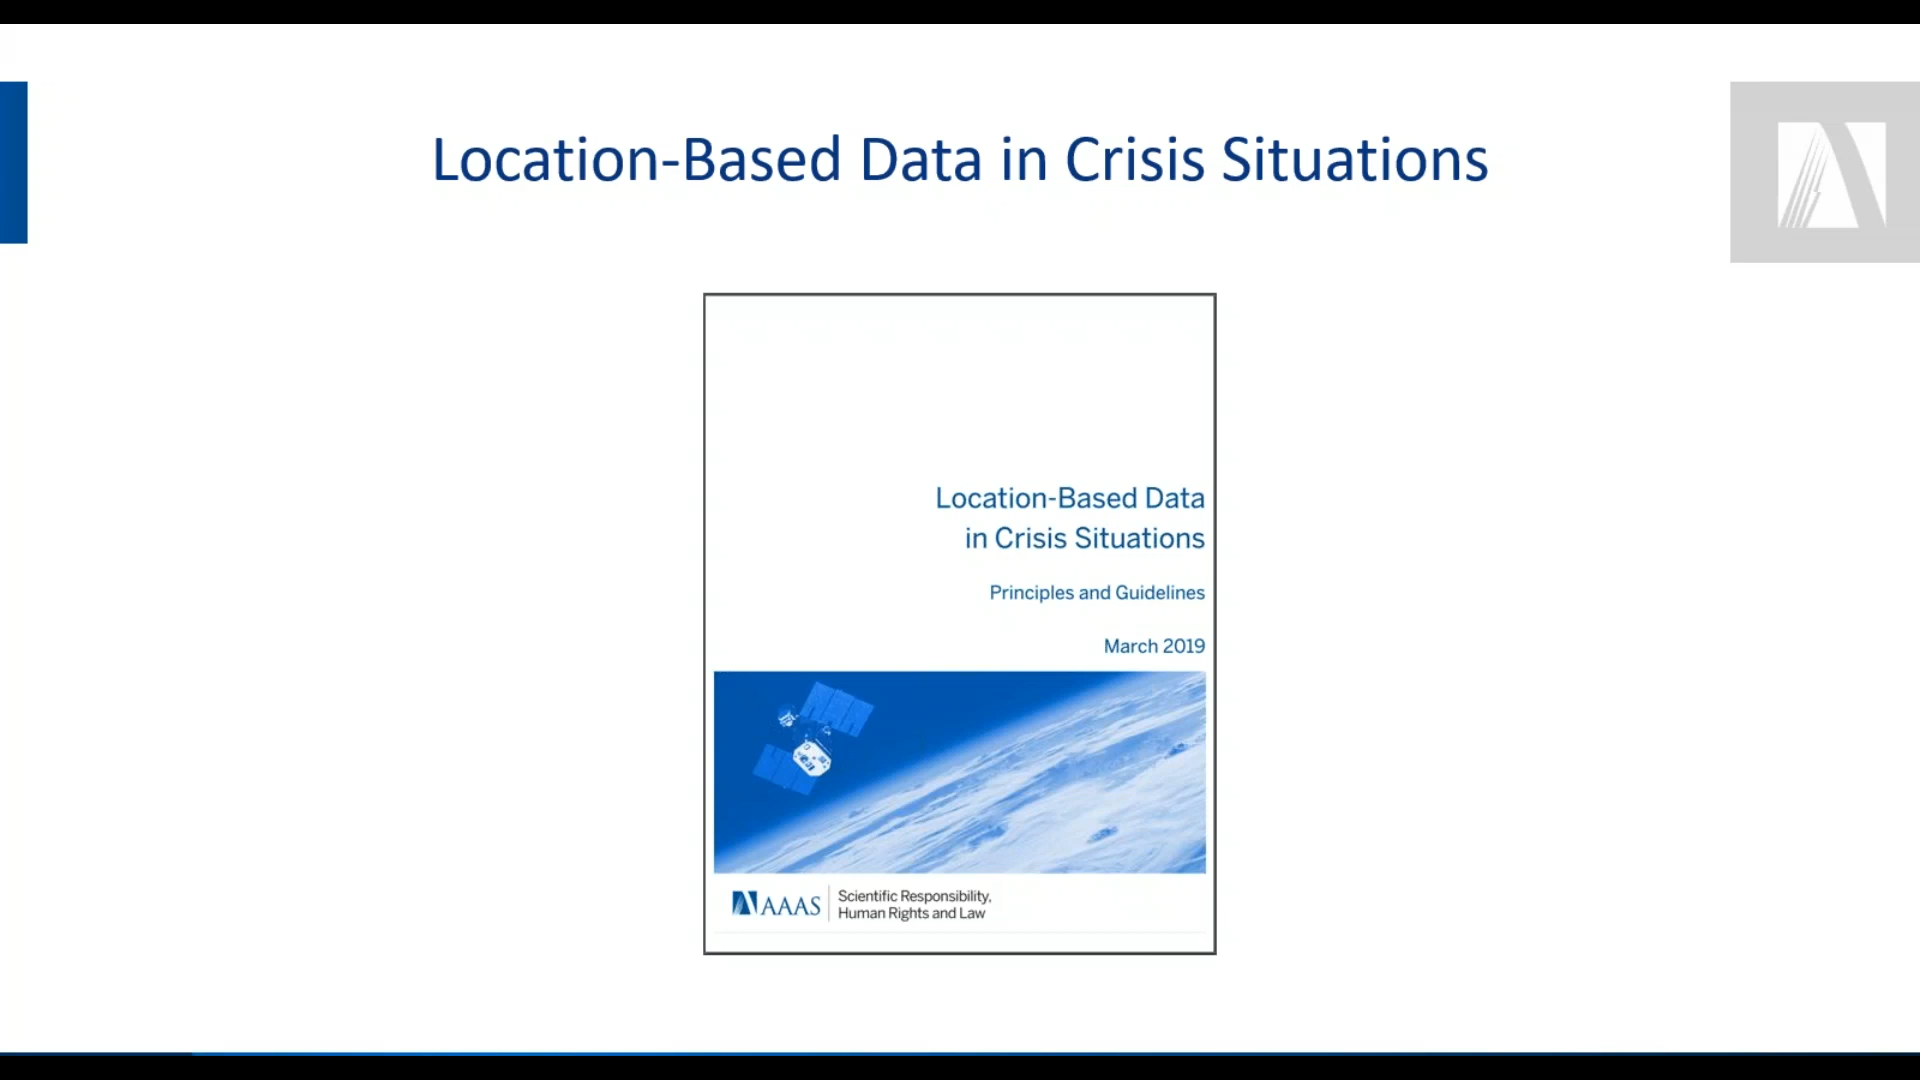 Location-Based Data in Crisis Situations
Location-Based Data
in Crisis Situations
Principles and Guidelines
March 2019
AAAS
Scientific Responsibility,
Human Rights and Law